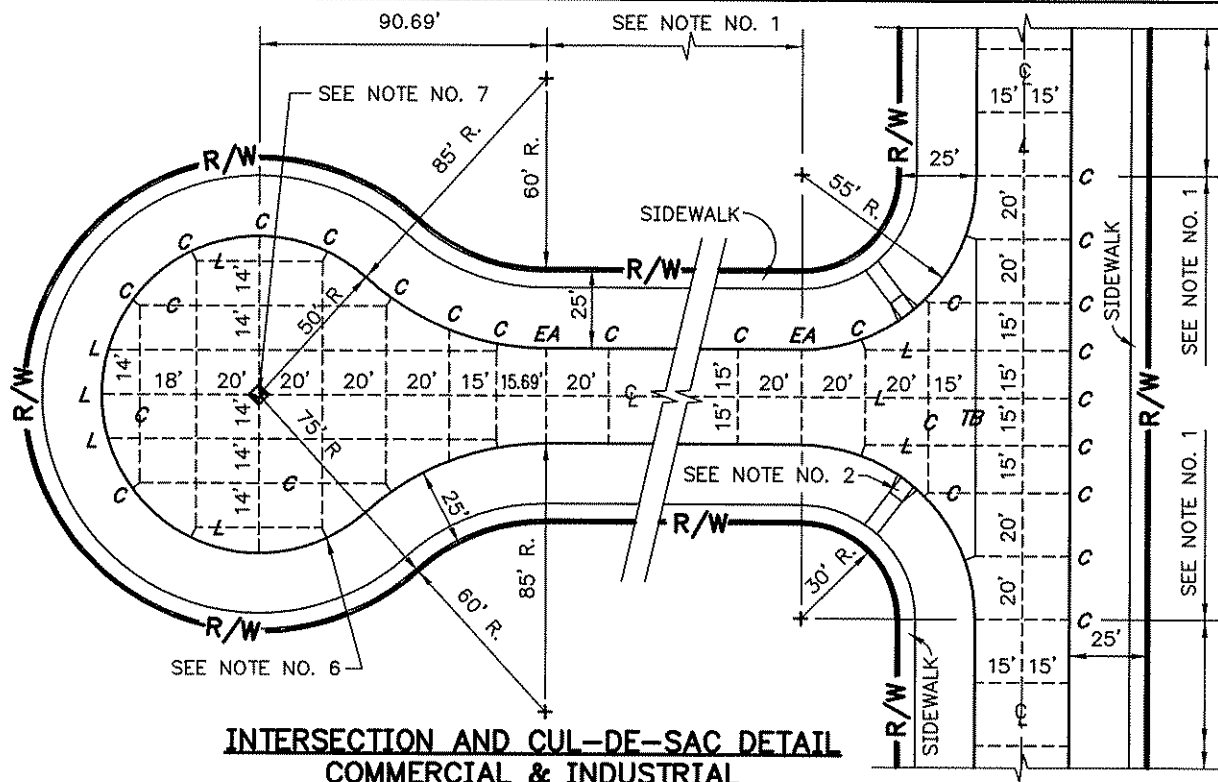 90.69'
SEE NOTE NO. 1
SEE NOTE NO. 7
R/W
85' R.
60' R.
SIDEWALK
55' R.
R/W
25'
15' 15'
L
C
SIDEWALK
SEE NOTE NO. 1
R/W
25'
C C C C C C C EA C C EA C
14' 50' R. 20' 20' C
L 14' 14' 15' 15' L 15' 15' C
18' 20' 20' 20' 20' 15' 15.69' 20' ℄ 20' 20' 20' 15'
L C 14' 14' 15' L C TB 15' 15' C
R/W
75' R
L 14' 14' L 15' 15' C
C C 14' SEE NOTE NO. 2 C C
L
25'
R/W
85' R.
60' R.
30' R.
20' 20' C C
SEE NOTE NO. 1
R/W
R/W
SEE NOTE NO. 6
15' 15'
25'
SIDEWALK
R/W
℄
INTERSECTION AND CUL-DE-SAC DETAIL
COMMERCIAL & INDUSTRIAL